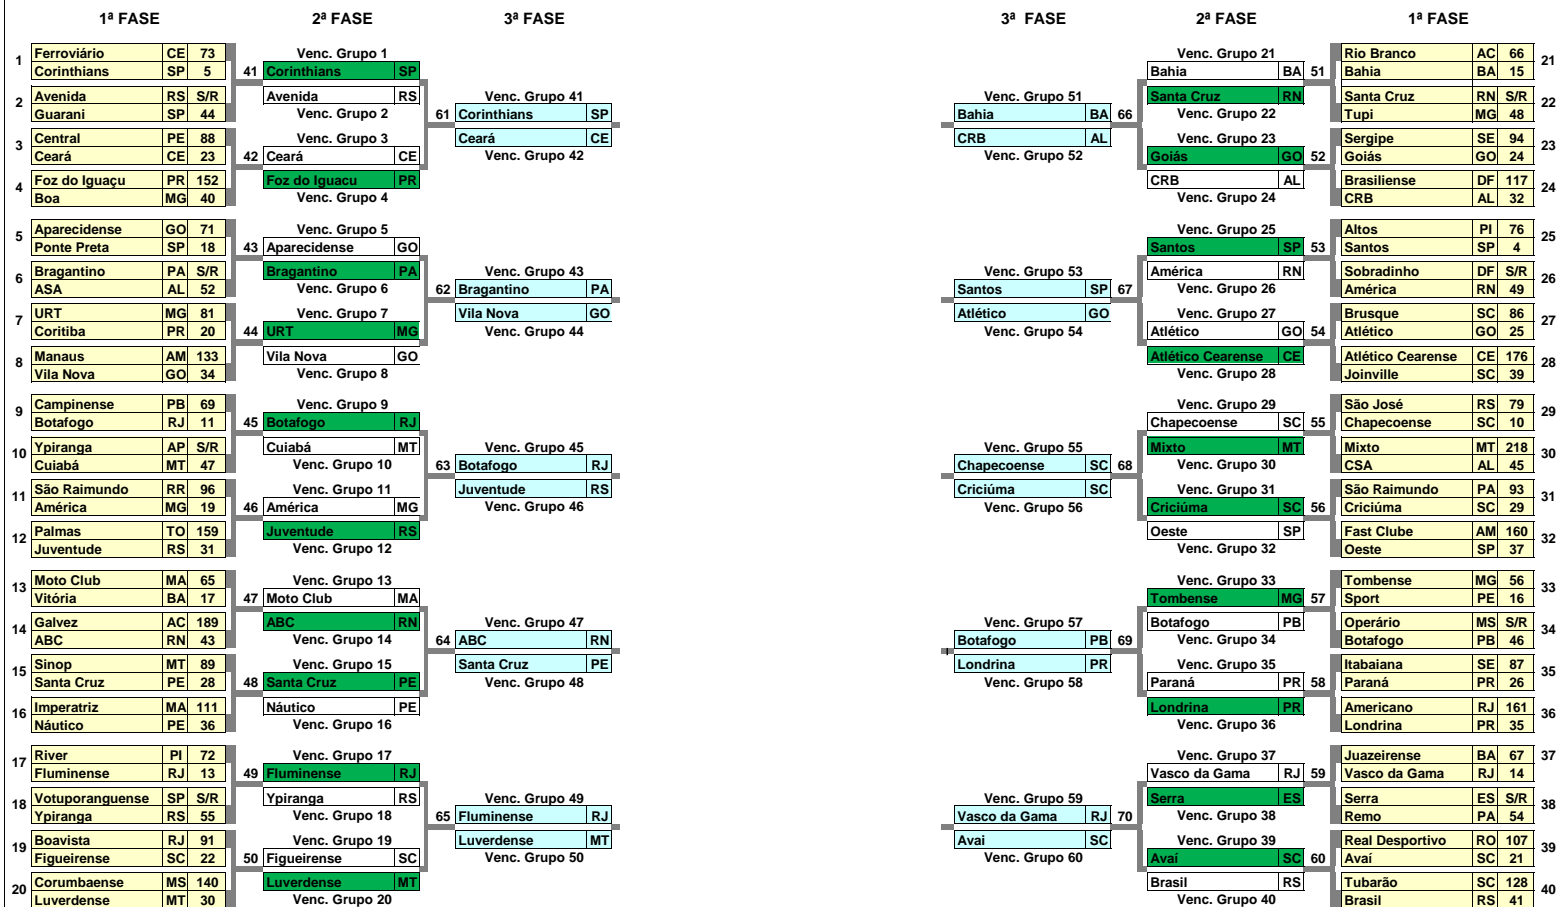 1ª FASE 2ª FASE 3ª FASE 3ª FASE 2ª FASE 1ª FASE
1 Ferroviário CE 73
Corinthians SP 5
2 Avenida RS S/R
Guarani SP 44
3 Central PE 88
Ceará CE 23
4 Foz do Iguaçu PR 152
Boa MG 40
5 Aparecidense GO 71
Ponte Preta SP 18
6 Bragantino PA S/R
ASA AL 52
7 URT MG 81
Coritiba PR 20
8 Manaus AM 133
Vila Nova GO 34
9 Campinense PB 69
Botafogo RJ 11
10 Ypiranga AP S/R
Cuiabá MT 47
11 São Raimundo RR 96
América MG 19
12 Palmas TO 159
Juventude RS 31
13 Moto Club MA 65
Vitória BA 17
14 Galvez AC 189
ABC RN 43
15 Sinop MT 89
Santa Cruz PE 28
16 Imperatriz MA 111
Náutico PE 36
17 River PI 72
Fluminense RJ 13
18 Votuporanguense SP S/R
Ypiranga RS 55
19 Boavista RJ 91
Figueirense SC 22
20 Corumbaense MS 140
Luverdense MT 30
Venc. Grupo 1
41 Corinthians SP
Avenida RS
Venc. Grupo 2
Venc. Grupo 3
42 Ceará CE
Foz do Iguacu PR
Venc. Grupo 4
Venc. Grupo 5
43 Aparecidense GO
Bragantino PA
Venc. Grupo 6
Venc. Grupo 7
44 URT MG
Vila Nova GO
Venc. Grupo 8
Venc. Grupo 9
45 Botafogo RJ
Cuiabá MT
Venc. Grupo 10
Venc. Grupo 11
46 América MG
Juventude RS
Venc. Grupo 12
Venc. Grupo 13
47 Moto Club MA
ABC RN
Venc. Grupo 14
Venc. Grupo 15
48 Santa Cruz PE
Náutico PE
Venc. Grupo 16
Venc. Grupo 17
49 Fluminense RJ
Ypiranga RS
Venc. Grupo 18
Venc. Grupo 19
50 Figueirense SC
Luverdense MT
Venc. Grupo 20
Venc. Grupo 41
61 Corinthians SP
Ceará CE
Venc. Grupo 42
Venc. Grupo 43
62 Bragantino PA
Vila Nova GO
Venc. Grupo 44
Venc. Grupo 45
63 Botafogo RJ
Juventude RS
Venc. Grupo 46
Venc. Grupo 47
64 ABC RN
Santa Cruz PE
Venc. Grupo 48
Venc. Grupo 49
65 Fluminense RJ
Luverdense MT
Venc. Grupo 50
Venc. Grupo 51
Bahia BA 66
CRB AL
Venc. Grupo 52
Venc. Grupo 53
Santos SP 67
Atlético GO
Venc. Grupo 54
Venc. Grupo 55
Chapecoense SC 68
Criciúma SC
Venc. Grupo 56
Venc. Grupo 57
Botafogo PB 69
Londrina PR
Venc. Grupo 58
Venc. Grupo 59
Vasco da Gama RJ 70
Avai SC
Venc. Grupo 60
Venc. Grupo 21
Bahia BA 51
Santa Cruz RN
Venc. Grupo 22
Venc. Grupo 23
Goiás GO 52
CRB AL
Venc. Grupo 24
Venc. Grupo 25
Santos SP 53
América RN
Venc. Grupo 26
Venc. Grupo 27
Atlético GO 54
Atlético Cearense CE
Venc. Grupo 28
Venc. Grupo 29
Chapecoense SC 55
Mixto MT
Venc. Grupo 30
Venc. Grupo 31
Criciúma SC 56
Oeste SP
Venc. Grupo 32
Venc. Grupo 33
Tombense MG 57
Botafogo PB
Venc. Grupo 34
Venc. Grupo 35
Paraná PR 58
Londrina PR
Venc. Grupo 36
Venc. Grupo 37
Vasco da Gama RJ 59
Serra ES
Venc. Grupo 38
Venc. Grupo 39
Avaí SC 60
Brasil RS
Venc. Grupo 40
Rio Branco AC 66 21
Bahia BA 15
Santa Cruz RN S/R 22
Tupi MG 48
Sergipe SE 94 23
Goiás GO 24
Brasiliense DF 117 24
CRB AL 32
Altos PI 76 25
Santos SP 4
Sobradinho DF S/R 26
América RN 49
Brusque SC 86 27
Atlético GO 25
Atlético Cearense CE 176 28
Joinville SC 39
São José RS 79 29
Chapecoense SC 10
Mixto MT 218 30
CSA AL 45
São Raimundo PA 93 31
Criciúma SC 29
Fast Clube AM 160 32
Oeste SP 37
Tombense MG 56 33
Sport PE 16
Operário MS S/R 34
Botafogo PB 46
Itabaiana SE 87 35
Paraná PR 26
Americano RJ 161 36
Londrina PR 35
Juazeirense BA 67 37
Vasco da Gama RJ 14
Serra ES S/R 38
Remo PA 54
Real Desportivo RO 107 39
Avaí SC 21
Tubarão SC 128 40
Brasil RS 41